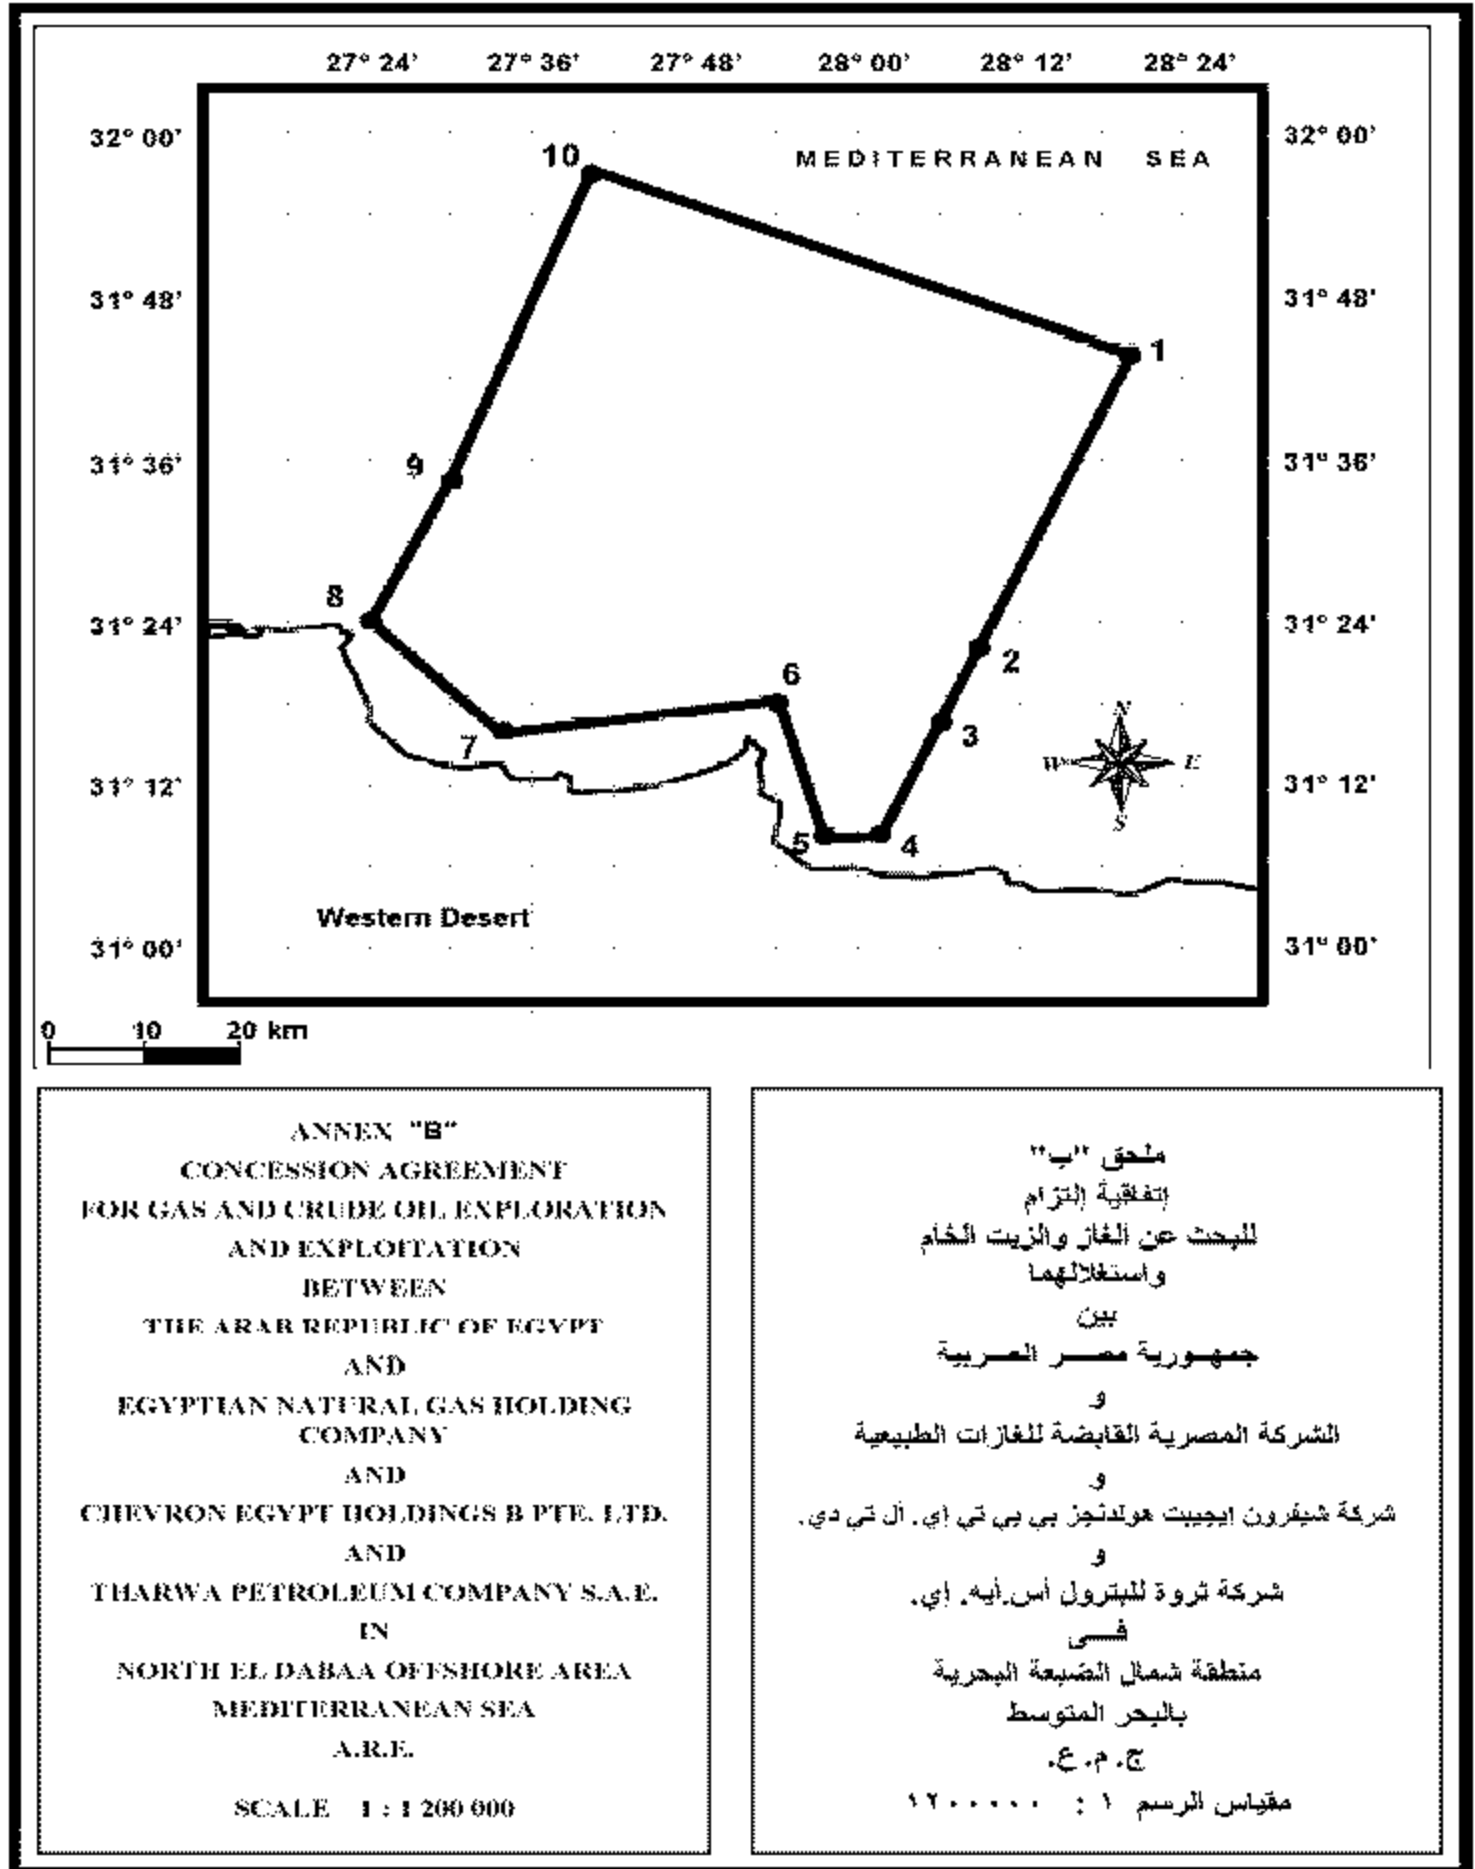 27° 24' 27° 36' 27° 48' 28° 00' 28° 12' 28° 24'
32° 00' 32° 00'
10 MEDITERRANEAN SEA
31° 48' 31° 48'
1
9
31° 36' 31° 36'
8
31° 24' 31° 24'
2
6
3
7
N
W E
S
31° 12' 31° 12'
5 4
Western Desert
31° 00' 31° 00'
0 10 20 km
ANNEX "B"
CONCESSION AGREEMENT
FOR GAS AND CRUDE OIL EXPLORATION
AND EXPLOITATION
BETWEEN
THE ARAB REPUBLIC OF EGYPT
AND
EGYPTIAN NATURAL GAS HOLDING
COMPANY
AND
CHEVRON EGYPT HOLDINGS B PTE. LTD.
AND
THARWA PETROLEUM COMPANY S.A.E.
IN
NORTH EL DABAA OFFSHORE AREA
MEDITERRANEAN SEA
A.R.E.
SCALE 1 : 1 200 000
ملحق "ب"
إتفاقية إلتزام
للبحث عن الغاز والزيت الخام
واستغلالهما
بين
جمهورية مصر العربية
و
الشركة المصرية القابضة للغازات الطبيعية
و
شركة شيفرون إيجيبت هولدنجز بي بي تي إي. آل تي دي.
و
شركة ثروة للبترول أس.أيه. إي.
فى
منطقة شمال الضبعة البحرية
بالبحر المتوسط
ج. م. ع.
مقياس الرسم ١ : ١٢٠٠٠٠٠